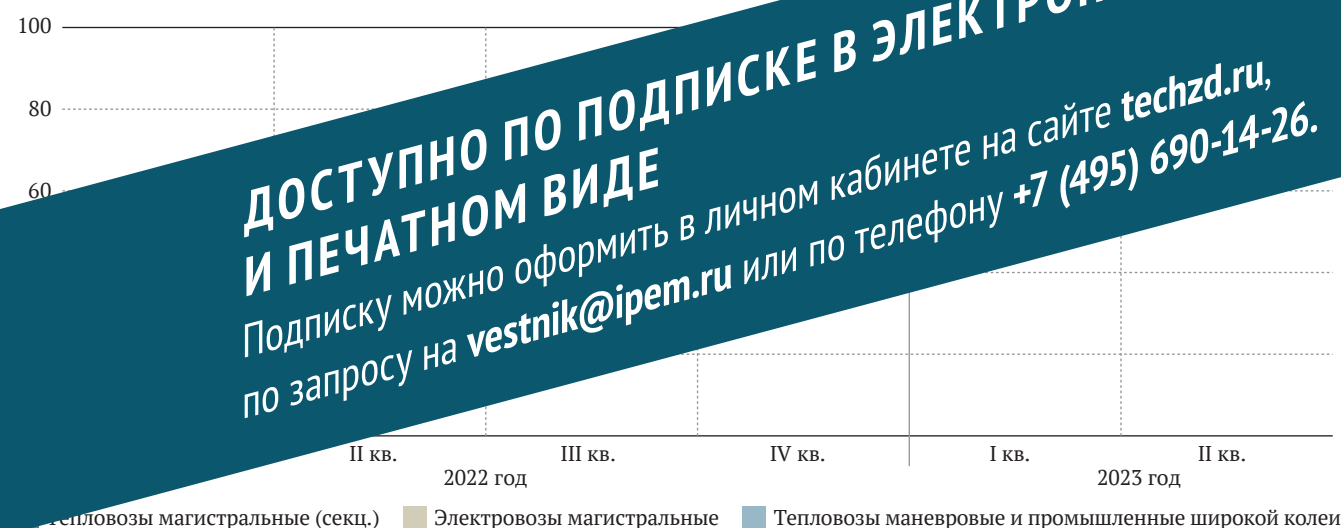 100
80
60
ДОСТУПНО ПО ПОДПИСКЕ В
И ПЕЧАТНОМ ВИДЕ
Подписку можно оформить в личном кабинете на сайте techzd.ru,
по запросу на vestnik@ipem.ru или по телефону +7 (495) 690-14-26.
II кв. III кв. IV кв. I кв. II кв.
2022 год 2023 год
Тепловозы магистральные (секц.) Электровозы магистральные Тепловозы маневровые и промышленные широкой